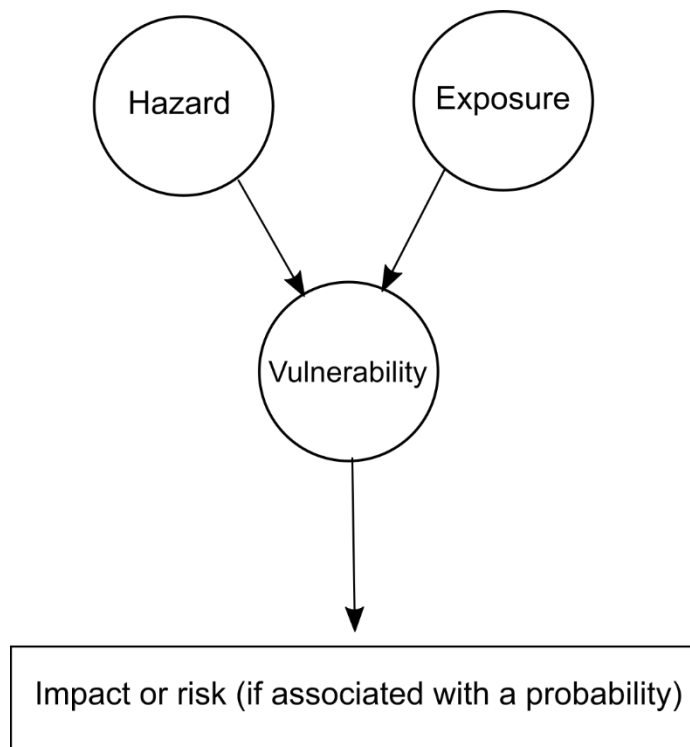 Hazard
Exposure
Vulnerability
Impact or risk (if associated with a probability)